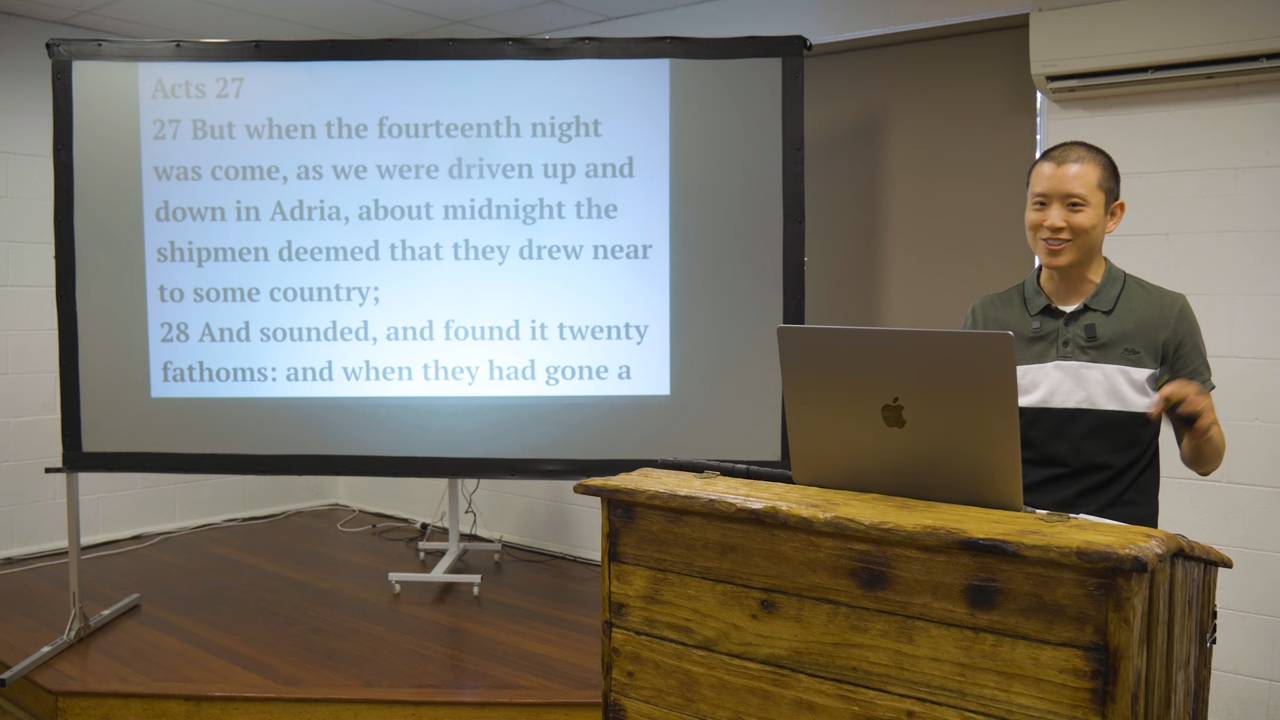 Acts 27
27 But when the fourteenth night
was come, as we were driven up and
down in Adria, about midnight the
shipmen deemed that they drew near
to some country;
28 And sounded, and found it twenty
fathoms: and when they had gone a